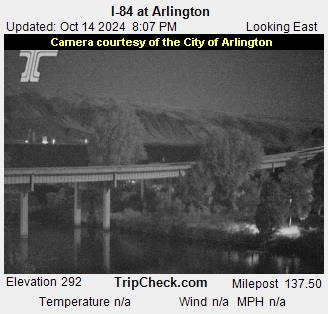 I-84 at Arlington
Updated: Oct 14 2024 8:07 PM Looking East
Camera courtesy of the City of Arlington
Elevation 292 TripCheck.com Milepost 137.50
Temperature n/a Wind n/a MPH n/a